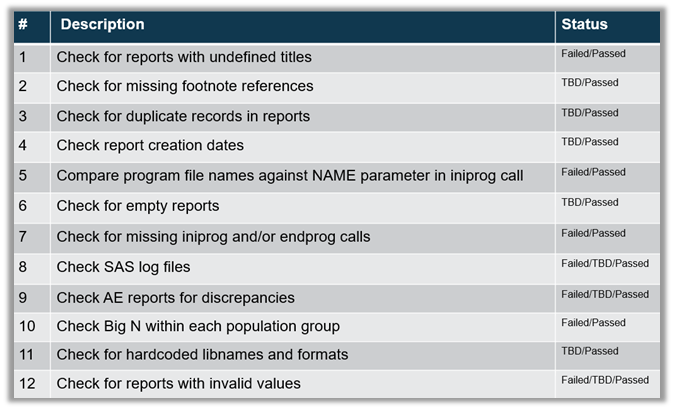 # Description Status
1 Check for reports with undefined titles Failed/Passed
2 Check for missing footnote references TBD/Passed
3 Check for duplicate records in reports TBD/Passed
4 Check report creation dates TBD/Passed
5 Compare program file names against NAME parameter in iniprog call Failed/Passed
6 Check for empty reports TBD/Passed
7 Check for missing iniprog and/or endprog calls Failed/Passed
8 Check SAS log files Failed/TBD/Passed
9 Check AE reports for discrepancies Failed/TBD/Passed
10 Check Big N within each population group Failed/Passed
11 Check for hardcoded libnames and formats TBD/Passed
12 Check for reports with invalid values Failed/TBD/Passed